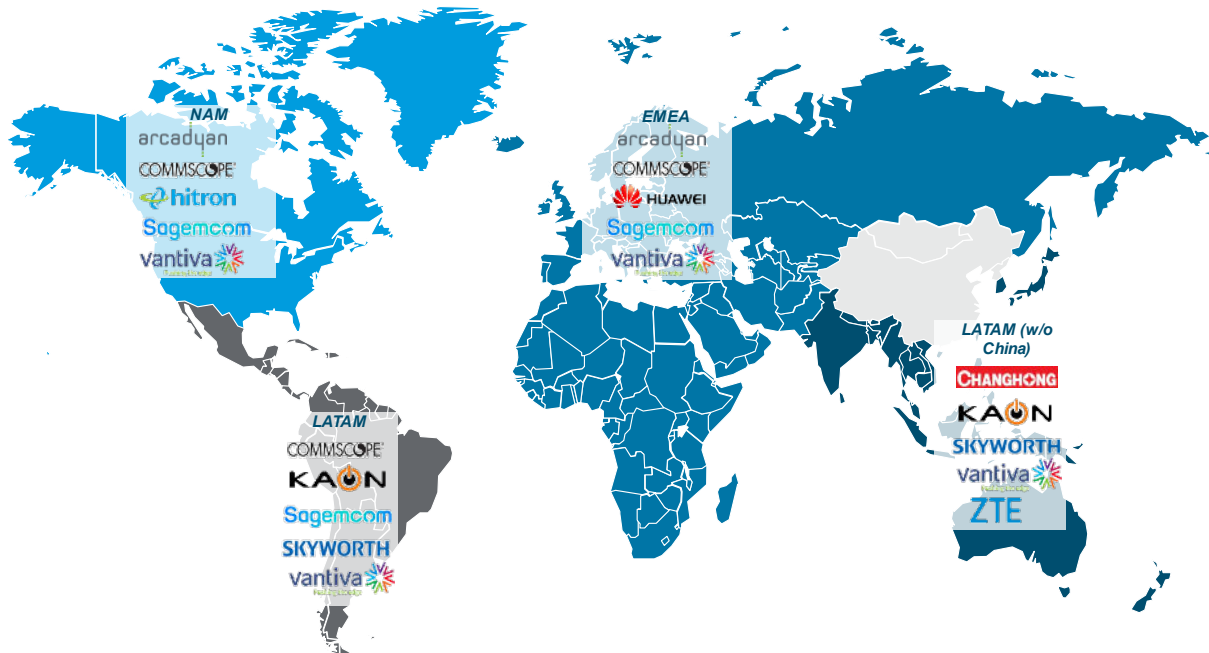 NAM
arcadyan
COMMSCOPE
hitron
Sagemcom
vantiva
EMEA
arcadyan
COMMSCOPE
HUAWEI
Sagemcom
vantiva
LATAM (w/o
China)
CHANGHONG
KAON
SKYWORTH
vantiva
ZTE
LATAM
COMMSCOPE
KAON
Sagemcom
SKYWORTH
vantiva